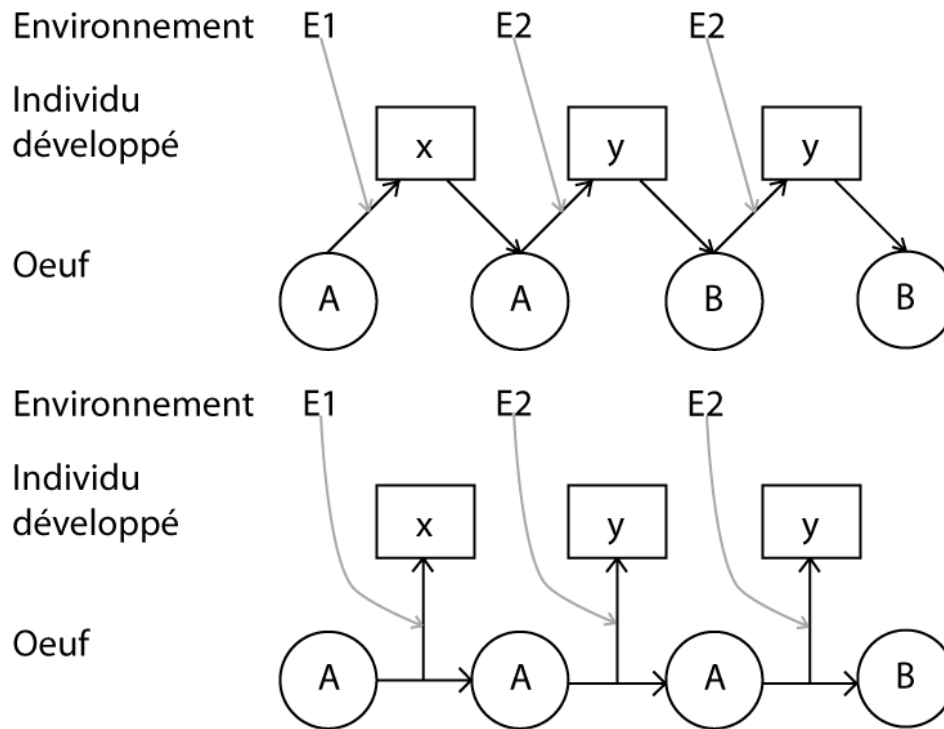 Environnement E1 E2 E2
Individu
développé
x y y
Oeuf
A A B B
Environnement E1 E2 E2
Individu
développé
x y y
Oeuf
A A A B